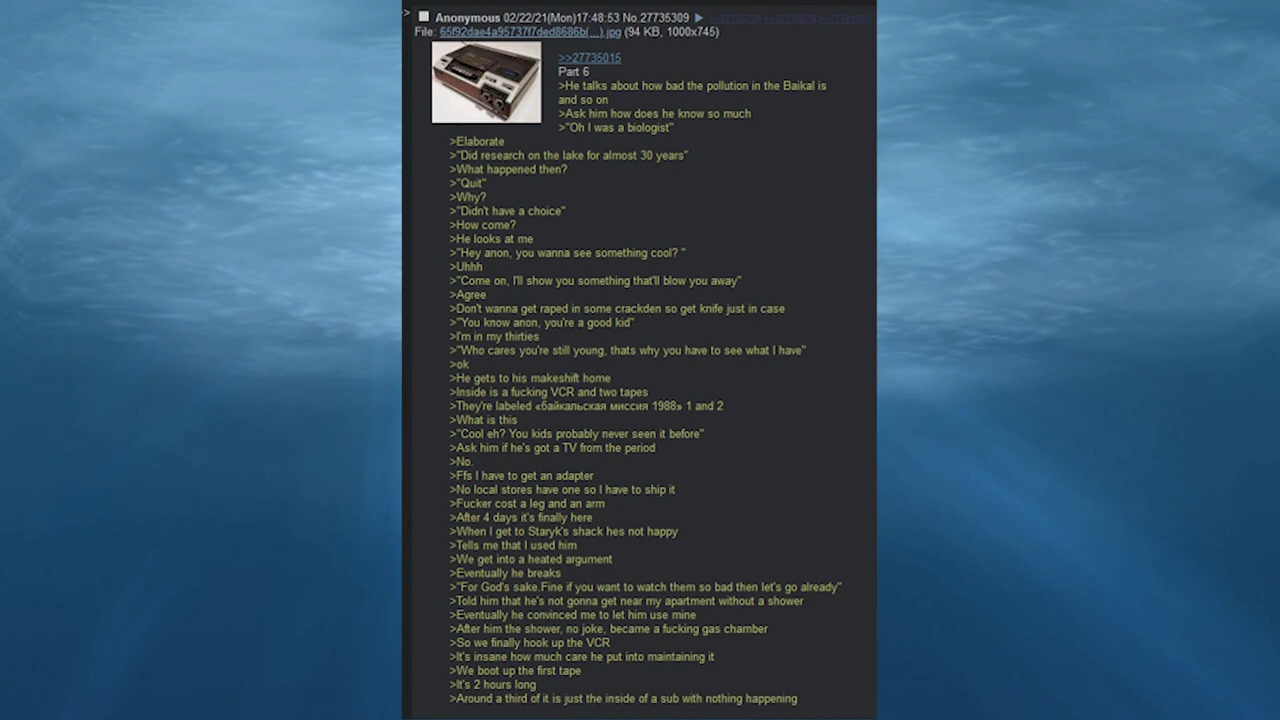 >
Anonymous 02/22/21(Mon)17:48:53 No.27735309 ▶
File: 65f92dae4a95737f7ded8686b(...).jpg (94 KB, 1000x745)
>>27735015
Part 6
>He talks about how bad the pollution in the Baikal is
and so on
>Ask him how does he know so much
>"Oh I was a biologist"
>Elaborate
>"Did research on the lake for almost 30 years"
>What happened then?
>"Quit"
>Why?
>"Didn't have a choice"
>How come?
>He looks at me
>"Hey anon, you wanna see something cool? "
>Uhhh
>"Come on, I'll show you something that'll blow you away"
>Agree
>Don't wanna get raped in some crackden so get knife just in case
>"You know anon, you're a good kid"
>I'm in my thirties
>"Who cares you're still young, thats why you have to see what I have"
>ok
>He gets to his makeshift home
>Inside is a fucking VCR and two tapes
>They're labeled «байкальская миссия 1988» 1 and 2
>What is this
>"Cool eh? You kids probably never seen it before"
>Ask him if he's got a TV from the period
>No.
>Ffs I have to get an adapter
>No local stores have one so I have to ship it
>Fucker cost a leg and an arm
>After 4 days it's finally here
>When I get to Staryk's shack hes not happy
>Tells me that I used him
>We get into a heated argument
>Eventually he breaks
>"For God's sake.Fine if you want to watch them so bad then let's go already"
>Told him that he's not gonna get near my apartment without a shower
>Eventually he convinced me to let him use mine
>After him the shower, no joke, became a fucking gas chamber
>So we finally hook up the VCR
>It's insane how much care he put into maintaining it
>We boot up the first tape
>It's 2 hours long
>Around a third of it is just the inside of a sub with nothing happening